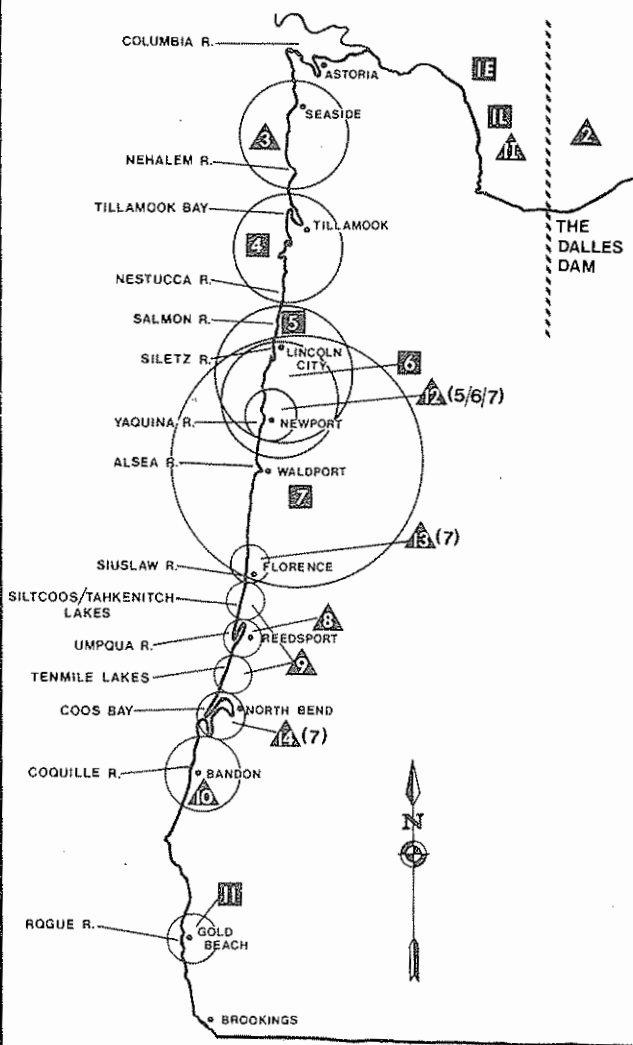 COLUMBIA R.
ASTORIA
1E
SEASIDE
1L
3
1L
2
NEHALEM R.
TILLAMOOK BAY
TILLAMOOK
THE
DALLES
DAM
4
NESTUCCA R.
SALMON R.
5
SILETZ R.
LINCOLN
CITY
6
12 (5/6/7)
YAQUINA R.
NEWPORT
ALSEA R.
WALDPORT
7
13 (7)
SIUSLAW R.
FLORENCE
SILTCOOS/TAHKENITCH
LAKES
8
UMPQUA R.
REEDSPORT
9
TENMILE LAKES
COOS BAY
NORTH BEND
14 (7)
COQUILLE R.
BANDON
10
N
11
ROGUE R.
GOLD
BEACH
BROOKINGS